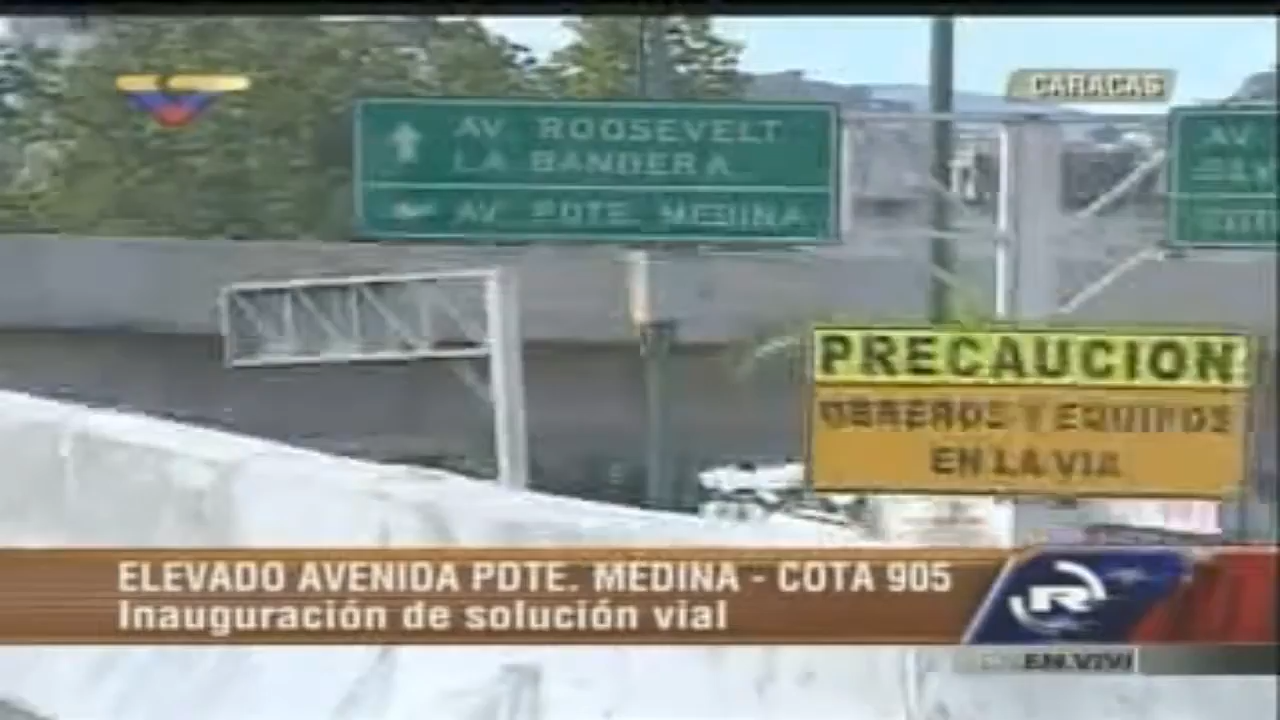 CARACAS
AV. ROOSEVELT
LA BANDERA
AV. PDTE. MEDINA
AV
PRECAUCION
OBREROS Y EQUIPOS
EN LA VIA
ELEVADO AVENIDA PDTE. MEDINA - COTA 905
Inauguración de solución vial
R
EN VIVO